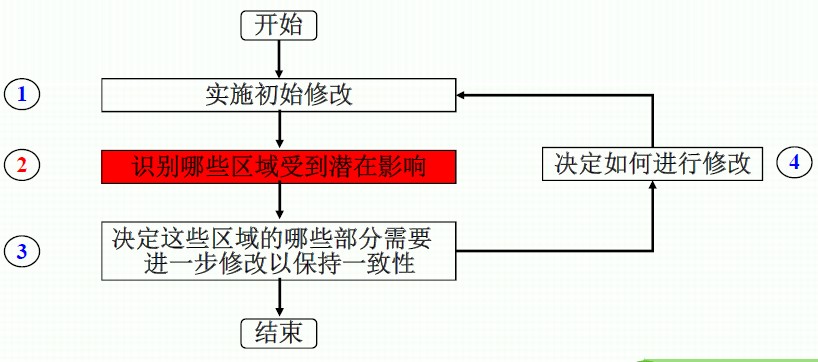 开始
① 实施初始修改
② 识别哪些区域受到潜在影响
决定如何进行修改 ④
③ 决定这些区域的哪些部分需要
进一步修改以保持一致性
结束